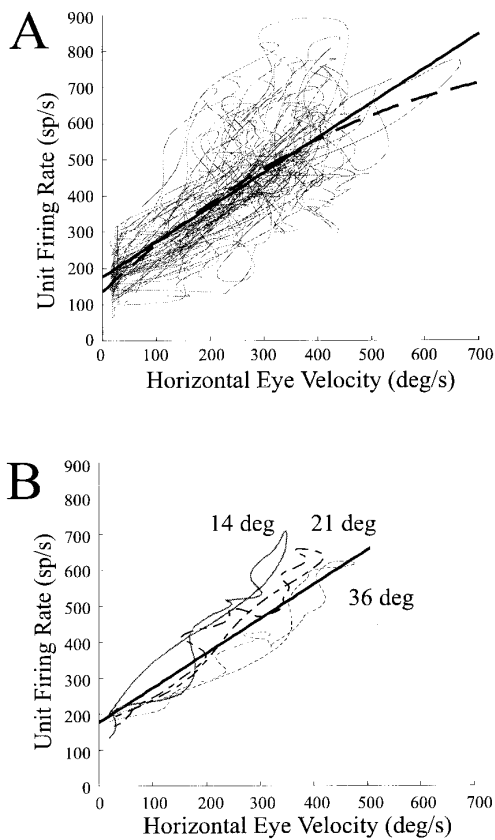 A
900
800
700
600
500
400
300
200
100
0
Unit Firing Rate (sp/s)
0 100 200 300 400 500 600 700
Horizontal Eye Velocity (deg/s)
B
900
800
700
600
500
400
300
200
100
0
Unit Firing Rate (sp/s)
14 deg 21 deg
36 deg
0 100 200 300 400 500 600 700
Horizontal Eye Velocity (deg/s)